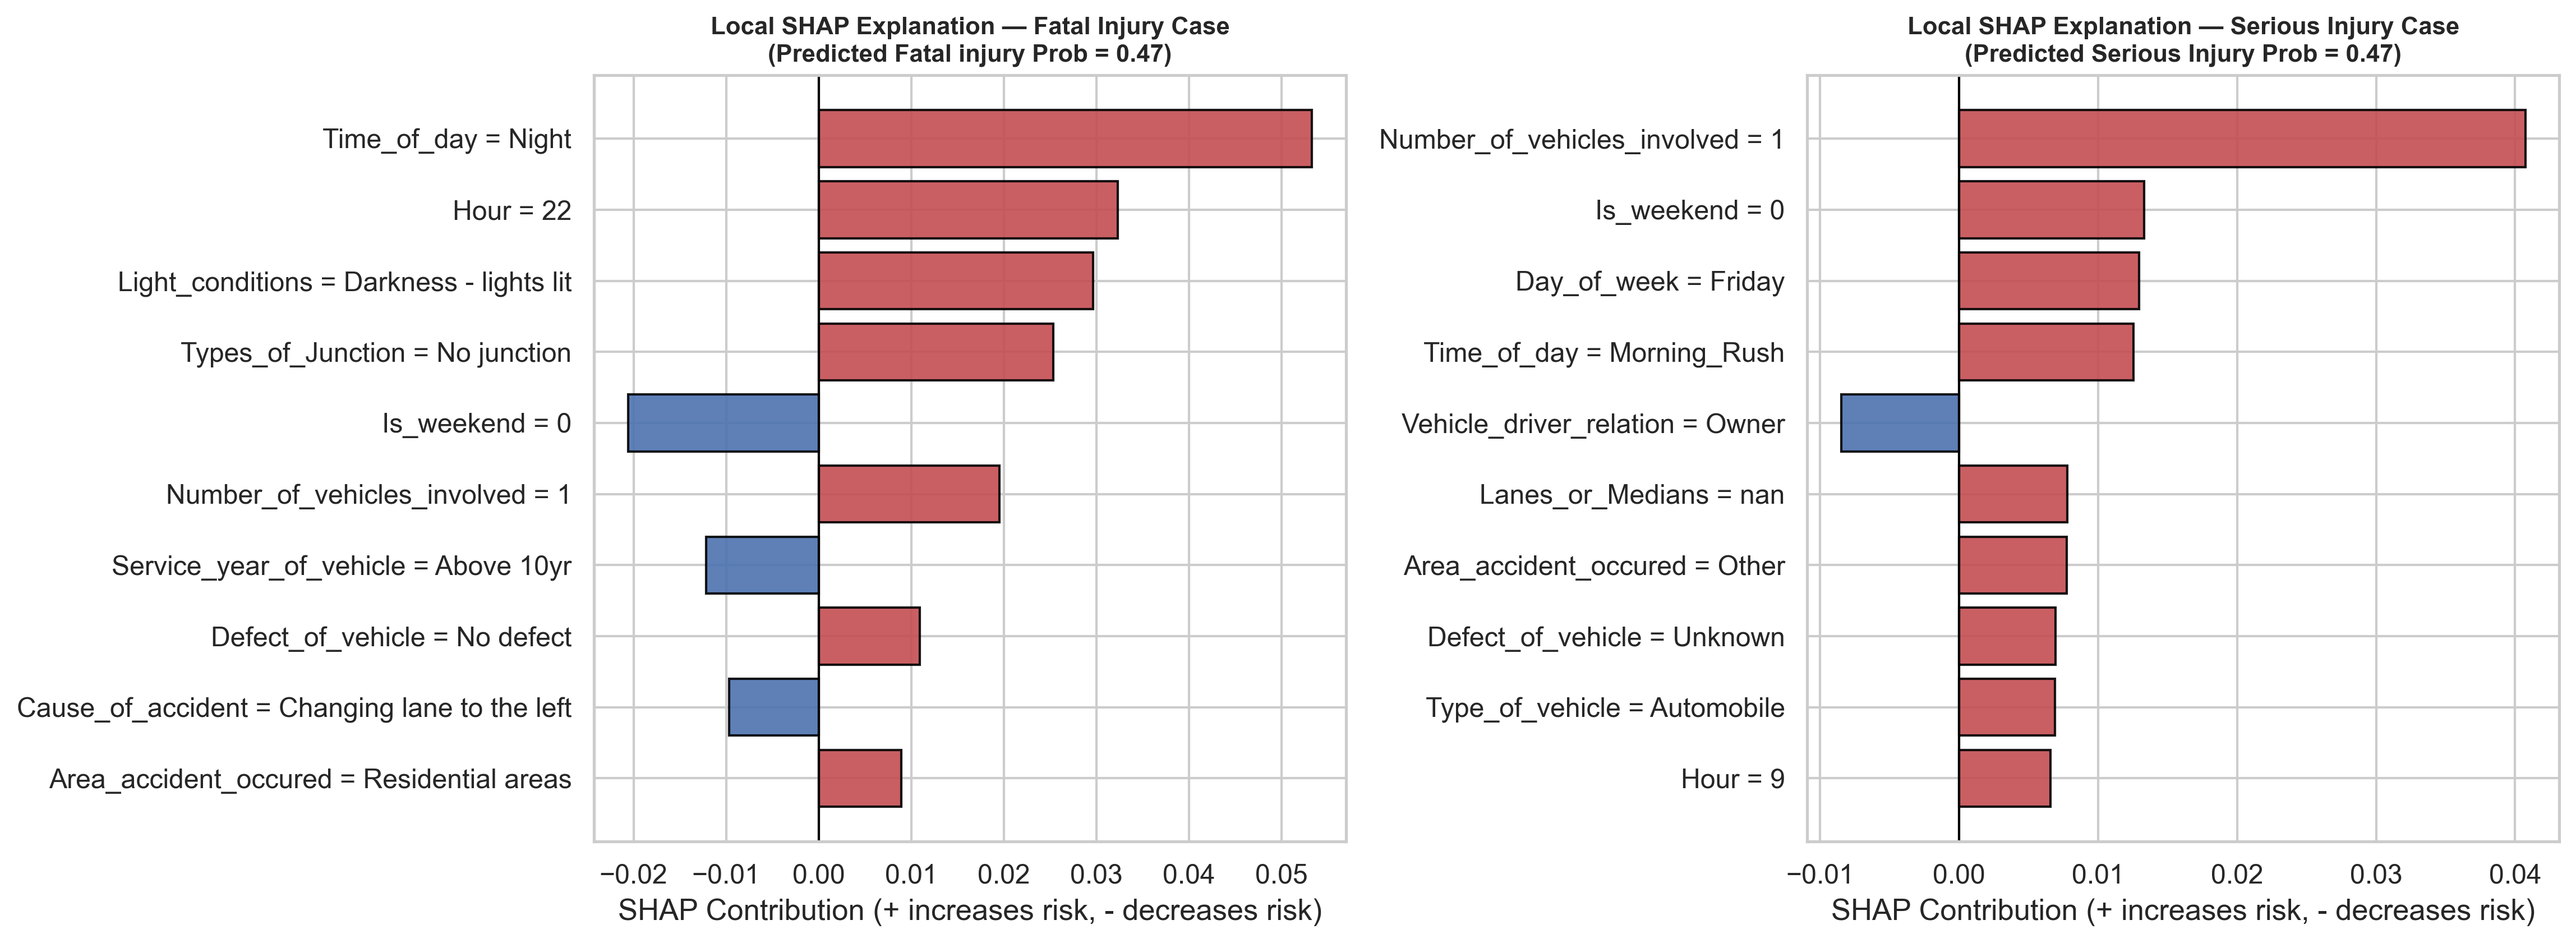 Local SHAP Explanation — Fatal Injury Case
(Predicted Fatal injury Prob = 0.47)
Time_of_day = Night
Hour = 22
Light_conditions = Darkness - lights lit
Types_of_Junction = No junction
Is_weekend = 0
Number_of_vehicles_involved = 1
Service_year_of_vehicle = Above 10yr
Defect_of_vehicle = No defect
Cause_of_accident = Changing lane to the left
Area_accident_occured = Residential areas
−0.02 −0.01 0.00 0.01 0.02 0.03 0.04 0.05
SHAP Contribution (+ increases risk, - decreases risk)
Local SHAP Explanation — Serious Injury Case
(Predicted Serious Injury Prob = 0.47)
Number_of_vehicles_involved = 1
Is_weekend = 0
Day_of_week = Friday
Time_of_day = Morning_Rush
Vehicle_driver_relation = Owner
Lanes_or_Medians = nan
Area_accident_occured = Other
Defect_of_vehicle = Unknown
Type_of_vehicle = Automobile
Hour = 9
−0.01 0.00 0.01 0.02 0.03 0.04
SHAP Contribution (+ increases risk, - decreases risk)